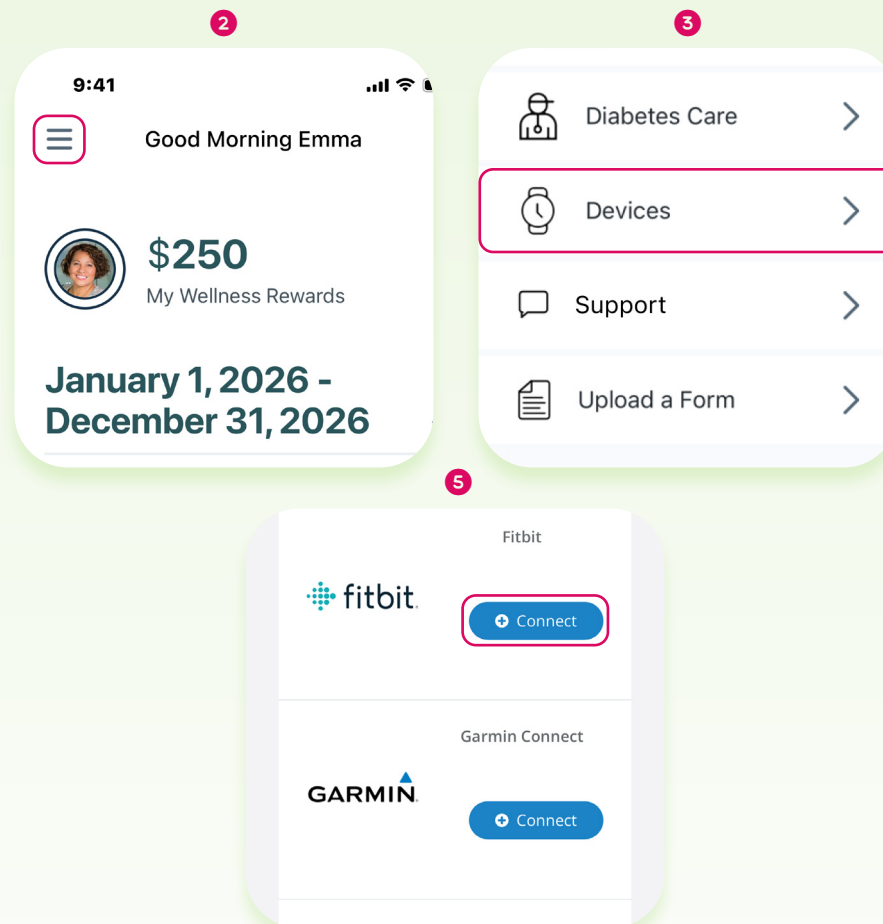 2
9:41
Good Morning Emma
$250
My Wellness Rewards
January 1, 2026 -
December 31, 2026
3
Diabetes Care
Devices
Support
Upload a Form
5
Fitbit
fitbit.
Connect
Garmin Connect
GARMIN.
Connect